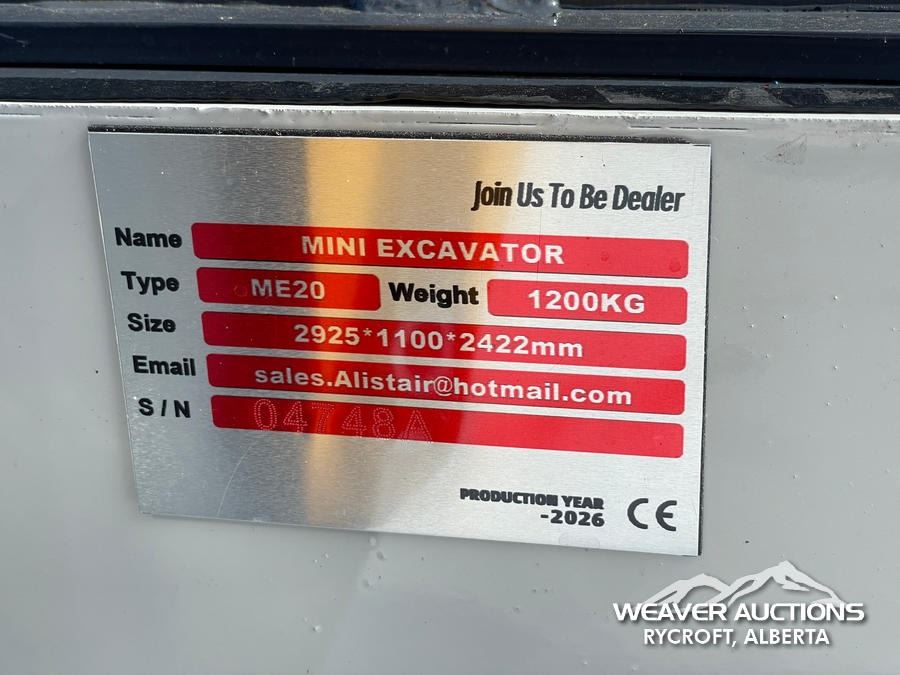 Join Us To Be Dealer
Name MINI EXCAVATOR
Type ME20 Weight 1200KG
Size 2925*1100*2422mm
Email sales.Alistair@hotmail.com
S / N 04748A
PRODUCTION YEAR
-2026 CE
WEAVER AUCTIONS
RYCROFT, ALBERTA